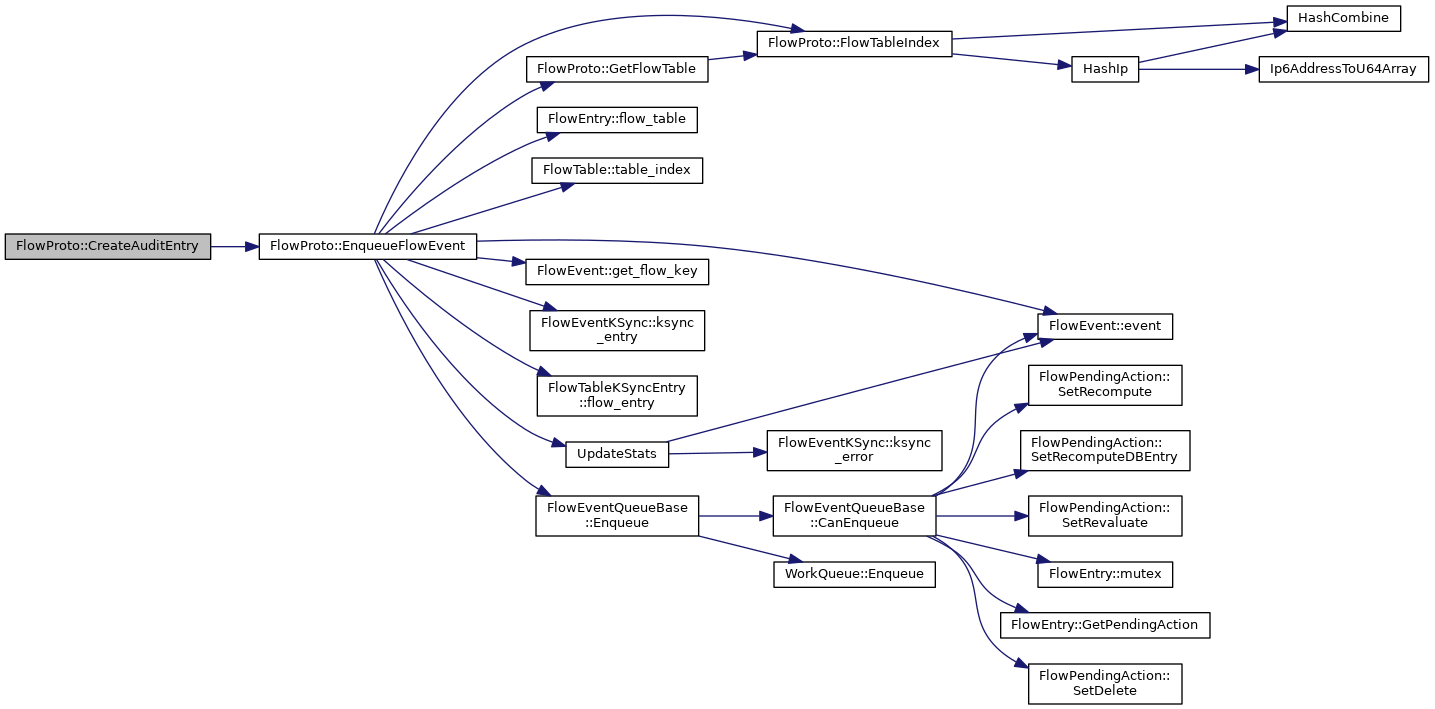 HashCombine
FlowProto::FlowTableIndex
FlowProto::GetFlowTable
HashIp
Ip6AddressToU64Array
FlowEntry::flow_table
FlowTable::table_index
FlowProto::CreateAuditEntry
FlowProto::EnqueueFlowEvent
FlowEvent::get_flow_key
FlowEventKSync::ksync
_entry
FlowEvent::event
FlowTableKSyncEntry
::flow_entry
FlowPendingAction::
SetRecompute
UpdateStats
FlowEventKSync::ksync
_error
FlowPendingAction::
SetRecomputeDBEntry
FlowEventQueueBase
::Enqueue
FlowEventQueueBase
::CanEnqueue
FlowPendingAction::
SetRevaluate
WorkQueue::Enqueue
FlowEntry::mutex
FlowEntry::GetPendingAction
FlowPendingAction::
SetDelete